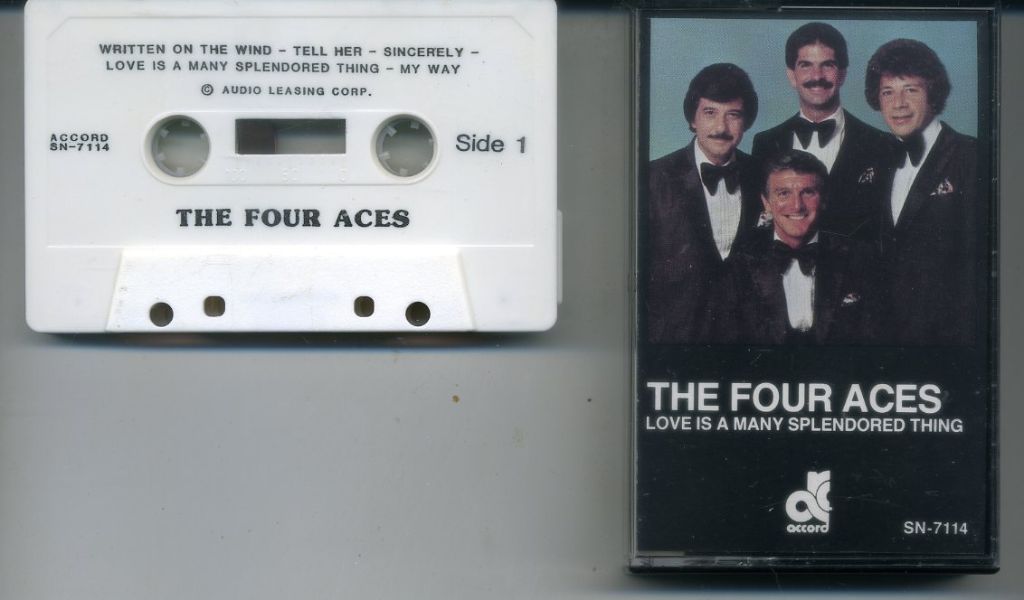 WRITTEN ON THE WIND – TELL HER – SINCERELY –
LOVE IS A MANY SPLENDORED THING – MY WAY
© AUDIO LEASING CORP.
ACCORD
SN-7114
Side 1
THE FOUR ACES
THE FOUR ACES
LOVE IS A MANY SPLENDORED THING
accord
SN-7114